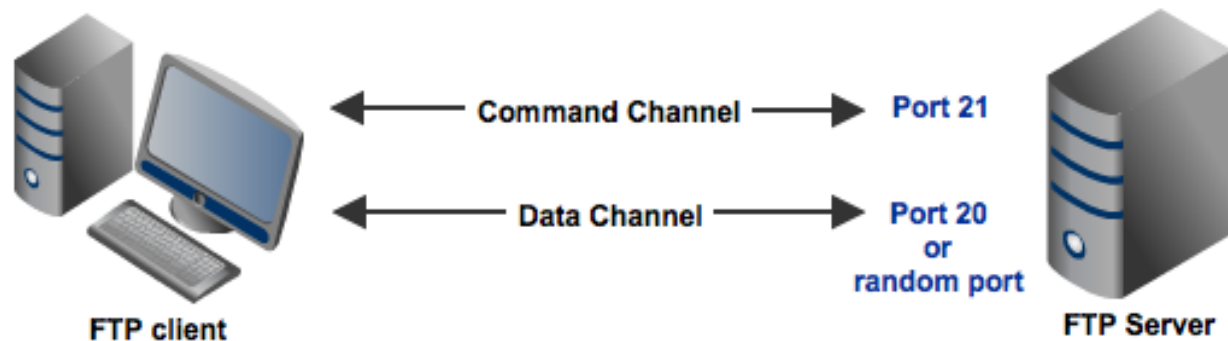 Command Channel
Port 21
Data Channel
Port 20
or
random port
FTP client
FTP Server